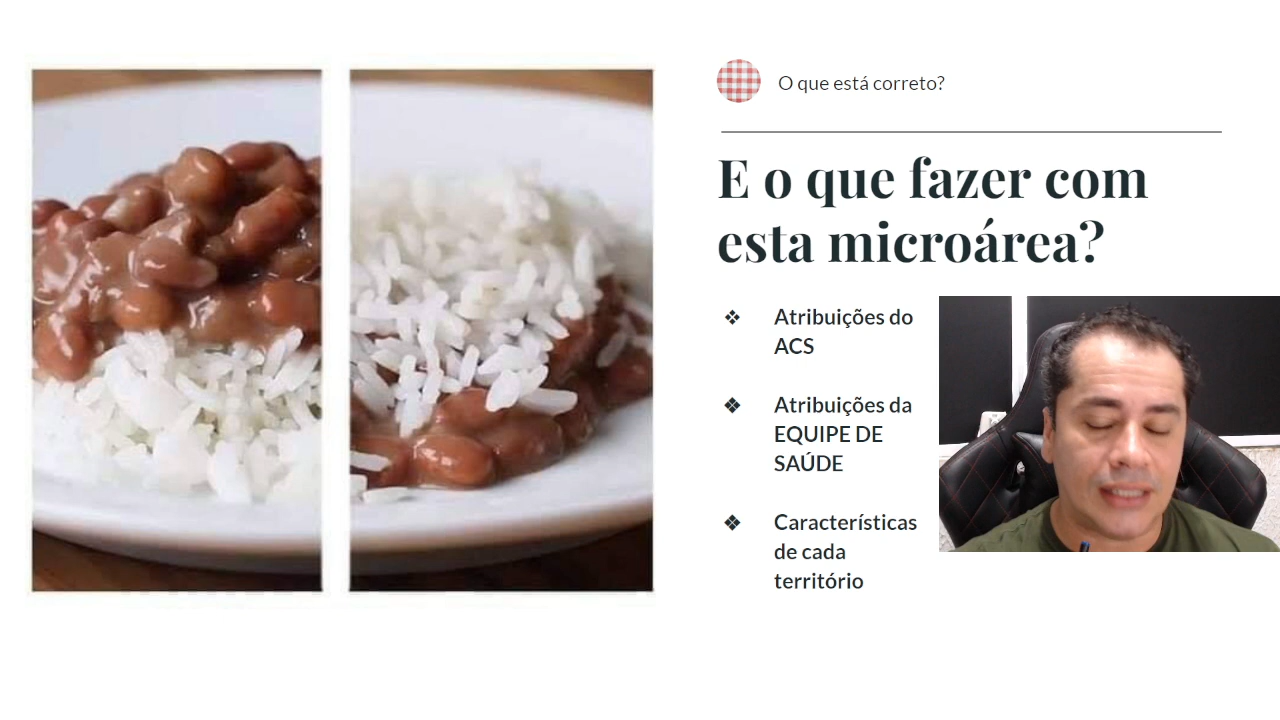 O que está correto?
E o que fazer com
esta microárea?
❖ Atribuições do
ACS
❖ Atribuições da
EQUIPE DE
SAÚDE
❖ Características
de cada
território